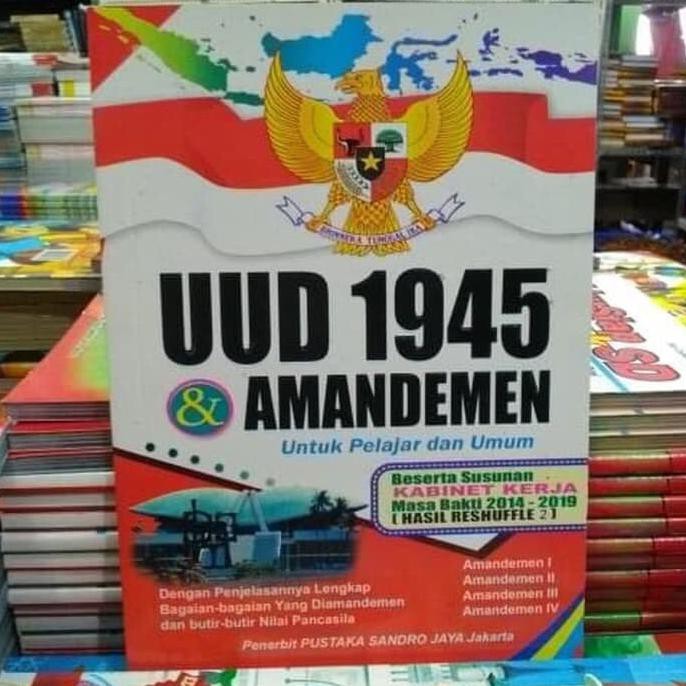 BHINNEKA TUNGGAL IKA
UUD 1945
& AMANDEMEN
Untuk Pelajar dan Umum
Beserta Susunan
KABINET KERJA
Masa Bakti 2014 - 2019
( HASIL RESHUFFLE 2 )
Amandemen I
Amandemen II
Amandemen III
Amandemen IV
Dengan Penjelasannya Lengkap
Bagaian-bagaian Yang Diamandemen
dan butir-butir Nilai Pancasila
Penerbit PUSTAKA SANDRO JAYA Jakarta
SD